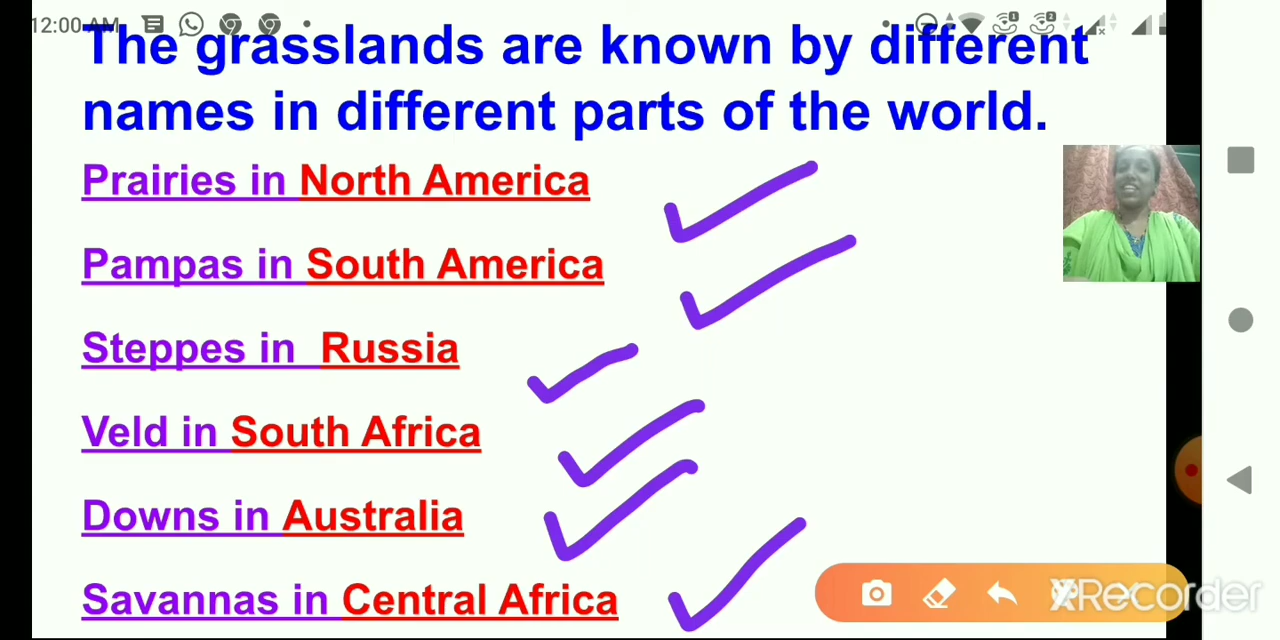 12:00 AM
The grasslands are known by different
names in different parts of the world.
Prairies in North America
Pampas in South America
Steppes in Russia
Veld in South Africa
Downs in Australia
Savannas in Central Africa
XRecorder